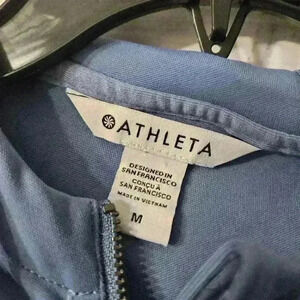 ATHLETA
DESIGNED IN
SAN FRANCISCO
CONÇU À
SAN FRANCISCO
MADE IN VIETNAM
M